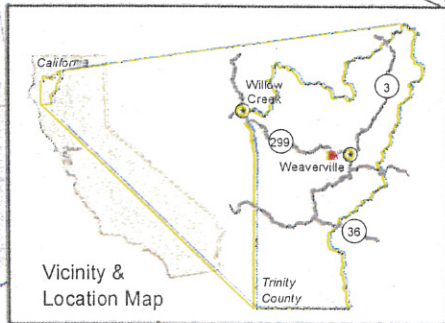 California
Willow
Creek
3
299
Weaverville
36
Vicinity &
Location Map
Trinity
County